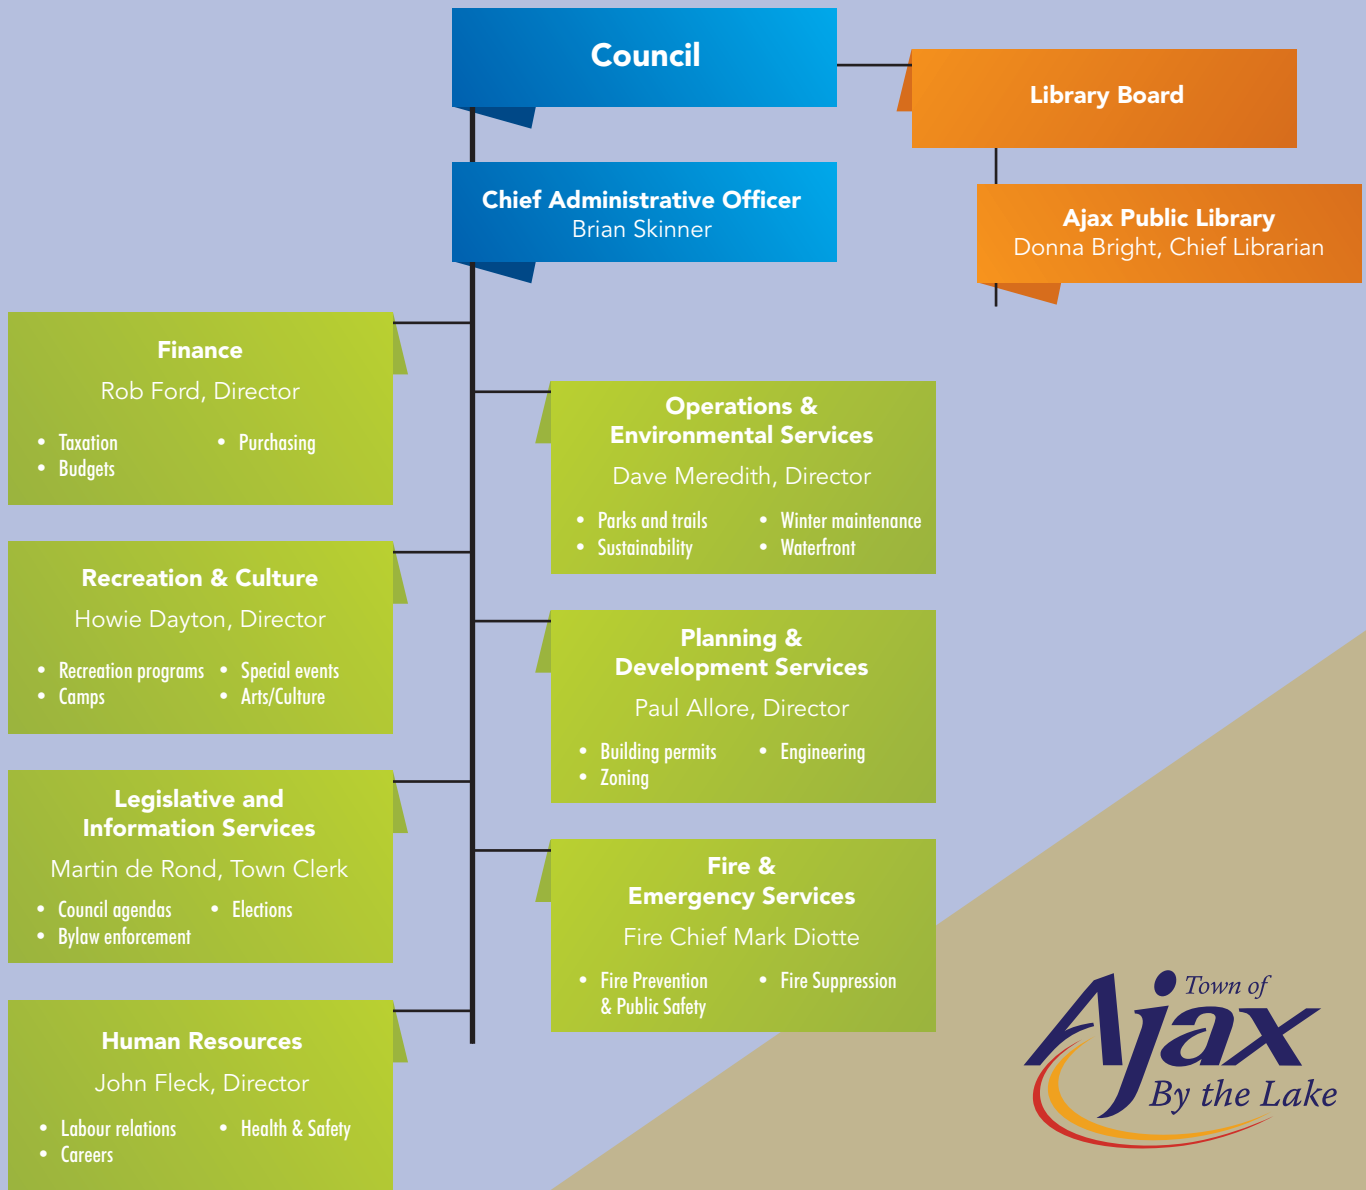 Council
Library Board
Chief Administrative Officer
Brian Skinner
Ajax Public Library
Donna Bright, Chief Librarian
Finance
Rob Ford, Director
• Taxation
• Budgets
• Purchasing
Operations &
Environmental Services
Dave Meredith, Director
• Parks and trails
• Sustainability
• Winter maintenance
• Waterfront
Recreation & Culture
Howie Dayton, Director
• Recreation programs
• Camps
• Special events
• Arts/Culture
Planning &
Development Services
Paul Allore, Director
• Building permits
• Zoning
• Engineering
Legislative and
Information Services
Martin de Rond, Town Clerk
• Council agendas
• Bylaw enforcement
• Elections
Fire &
Emergency Services
Fire Chief Mark Diotte
• Fire Prevention
& Public Safety
• Fire Suppression
Human Resources
John Fleck, Director
• Labour relations
• Careers
• Health & Safety
Town of
Ajax
By the Lake